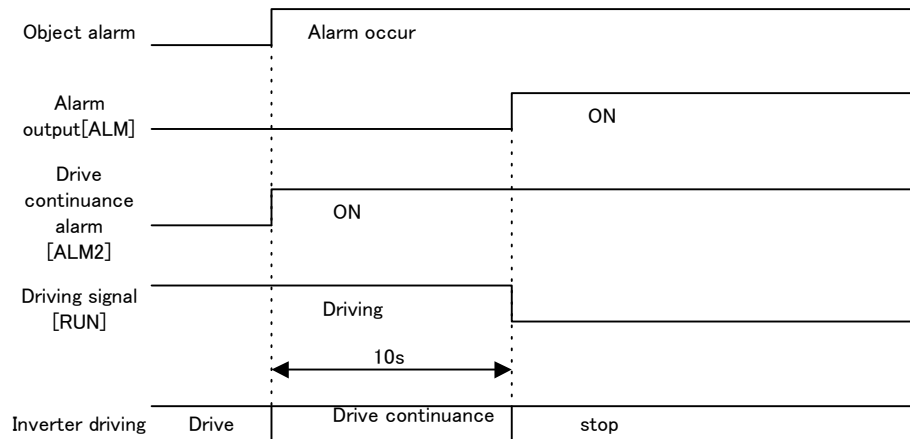 Object alarm
Alarm occur
Alarm
output[ALM]
ON
Drive
continuance
alarm
[ALM2]
ON
Driving signal
[RUN]
Driving
10s
Inverter driving
Drive
Drive continuance
stop